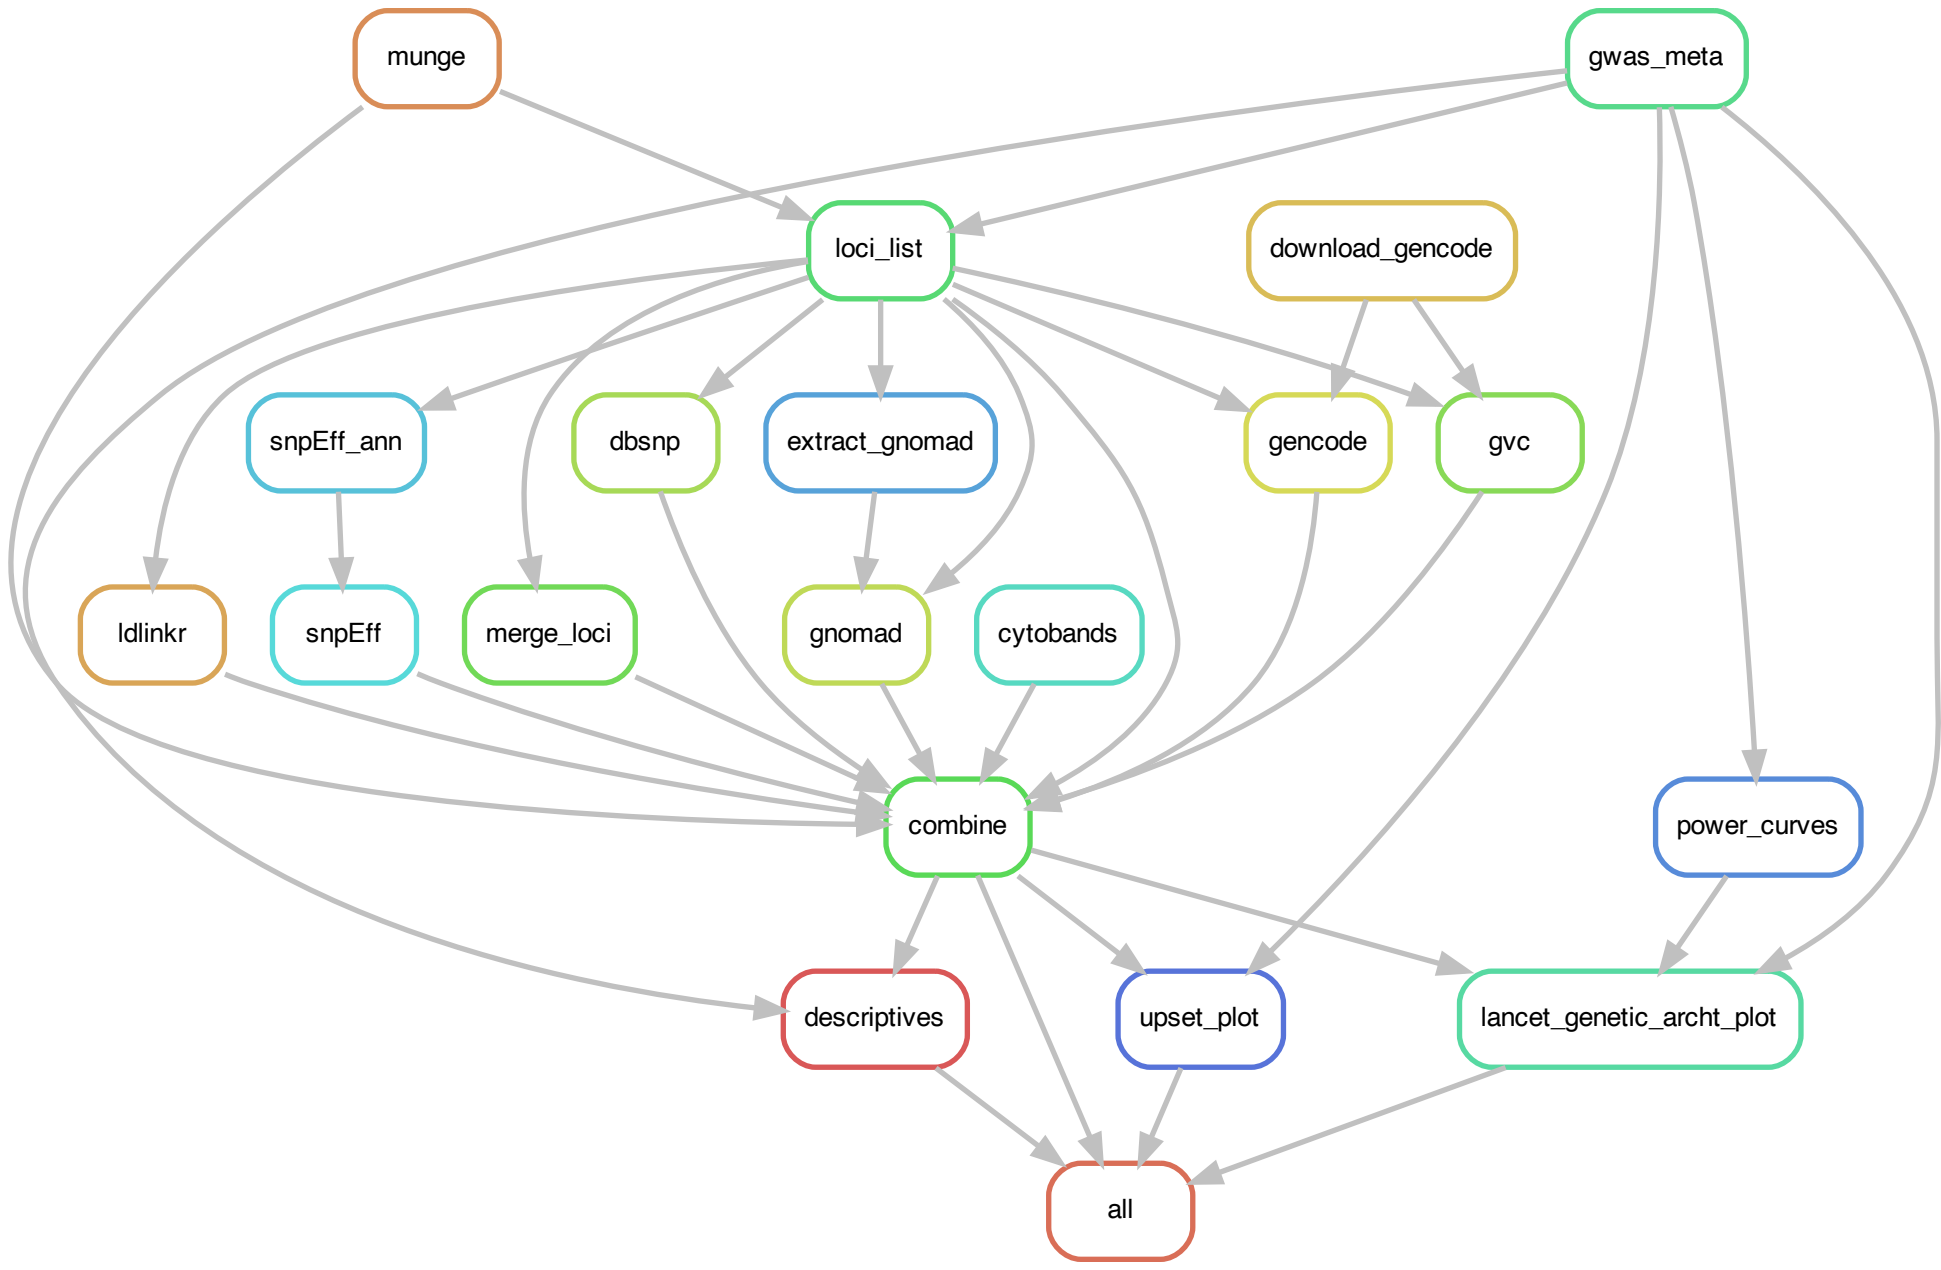 munge
gwas_meta
loci_list
download_gencode
snpEff_ann
dbsnp
extract_gnomad
gencode
gvc
ldlinkr
snpEff
merge_loci
gnomad
cytobands
combine
power_curves
descriptives
upset_plot
lancet_genetic_archt_plot
all